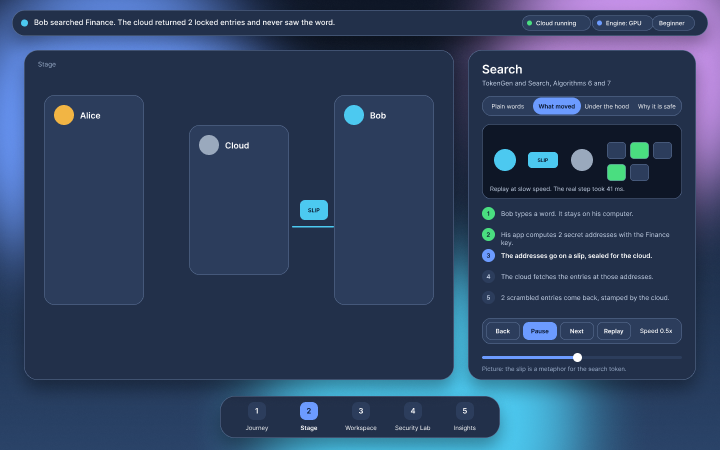 Bob searched Finance. The cloud returned 2 locked entries and never saw the word.
Cloud running
Engine: GPU
Beginner
Stage
Alice
Cloud
Bob
SLIP
Search
TokenGen and Search, Algorithms 6 and 7
Plain words
What moved
Under the hood
Why it is safe
SLIP
Replay at slow speed. The real step took 41 ms.
1 Bob types a word. It stays on his computer.
2 His app computes 2 secret addresses with the Finance
key.
3 The addresses go on a slip, sealed for the cloud.
4 The cloud fetches the entries at those addresses.
5 2 scrambled entries come back, stamped by the cloud.
Back
Pause
Next
Replay
Speed 0.5x
Picture: the slip is a metaphor for the search token.
1
Journey
2
Stage
3
Workspace
4
Security Lab
5
Insights